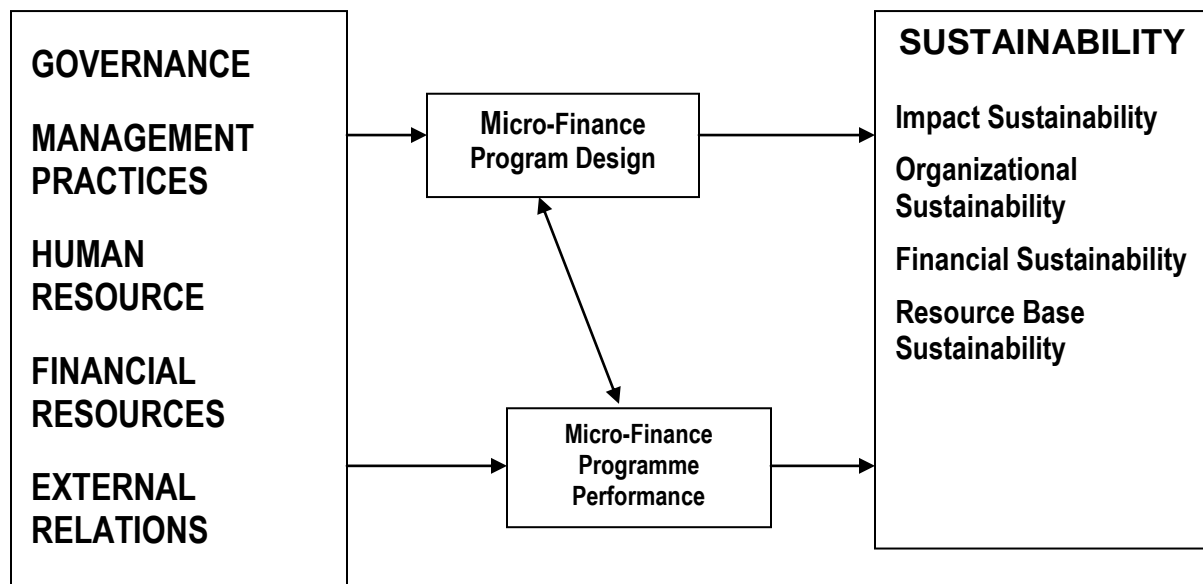 GOVERNANCE
MANAGEMENT
PRACTICES
HUMAN
RESOURCE
FINANCIAL
RESOURCES
EXTERNAL
RELATIONS
Micro-Finance
Program Design
Micro-Finance
Programme
Performance
SUSTAINABILITY
Impact Sustainability
Organizational
Sustainability
Financial Sustainability
Resource Base
Sustainability